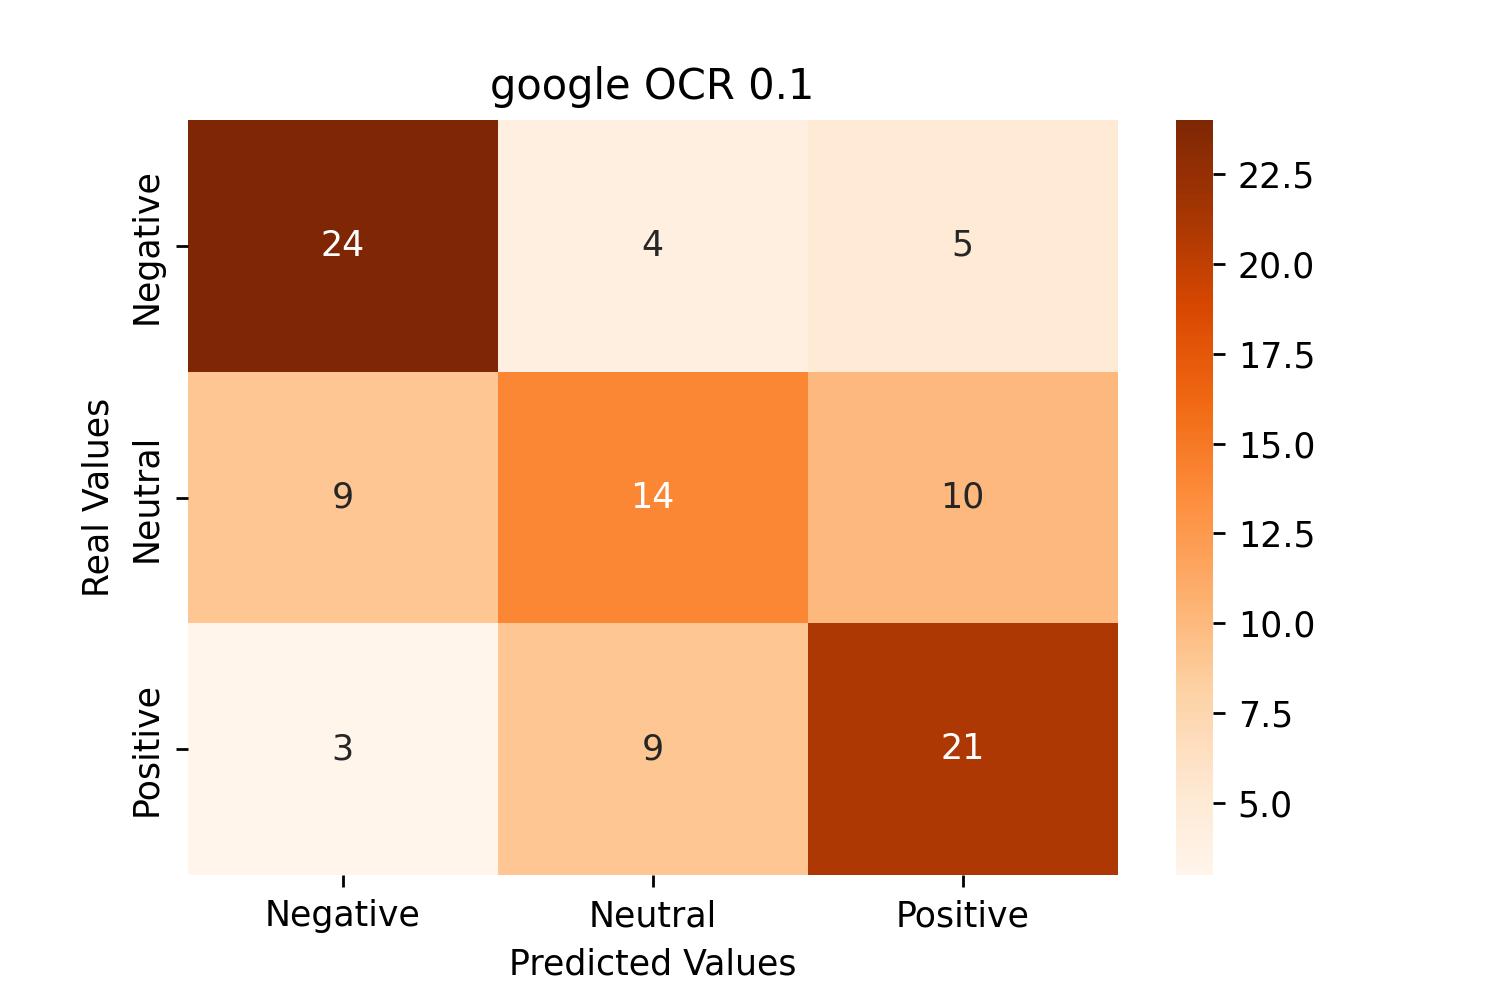 google OCR 0.1
Negative
24 4 5
Real Values
Neutral
9 14 10
Positive
3 9 21
Negative Neutral Positive
Predicted Values
22.5
20.0
17.5
15.0
12.5
10.0
7.5
5.0